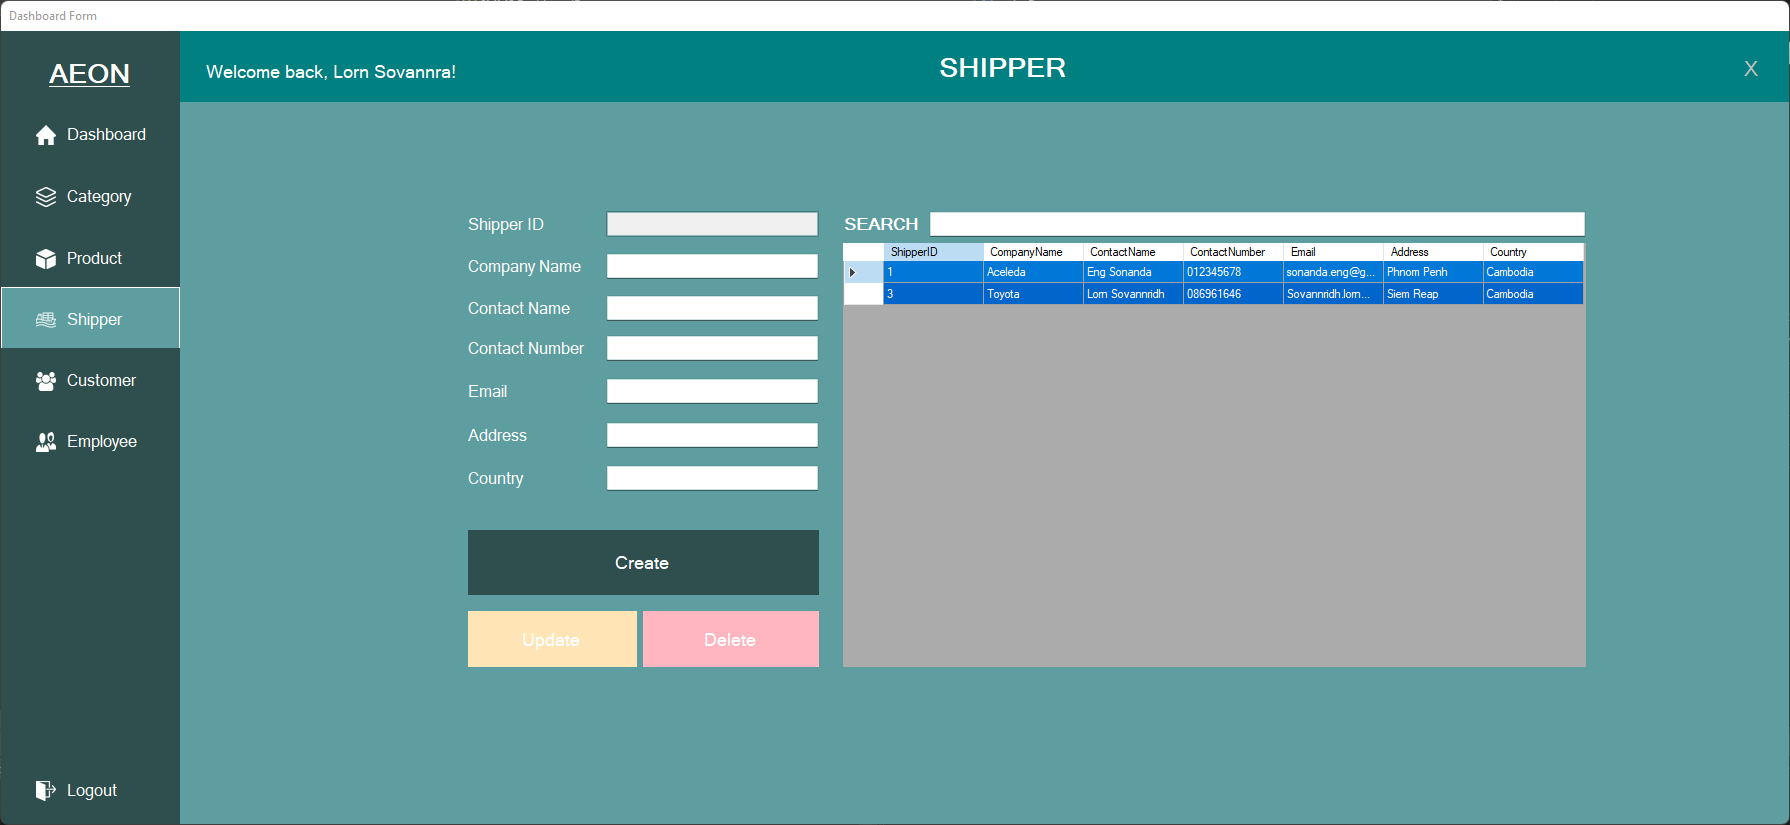 Dashboard Form
AEON
Welcome back, Lorn Sovannra!
SHIPPER
X
Dashboard
Category
Product
Shipper
Customer
Employee
Logout
Shipper ID
Company Name
Contact Name
Contact Number
Email
Address
Country
Create
Update
Delete
SEARCH
ShipperID CompanyName ContactName ContactNumber Email Address Country
1 Aceleda Eng Sonanda 012345678 sonanda.eng@g... Phnom Penh Cambodia
3 Toyota Lorn Sovannridh 086961646 Sovannridh.lorn... Siem Reap Cambodia